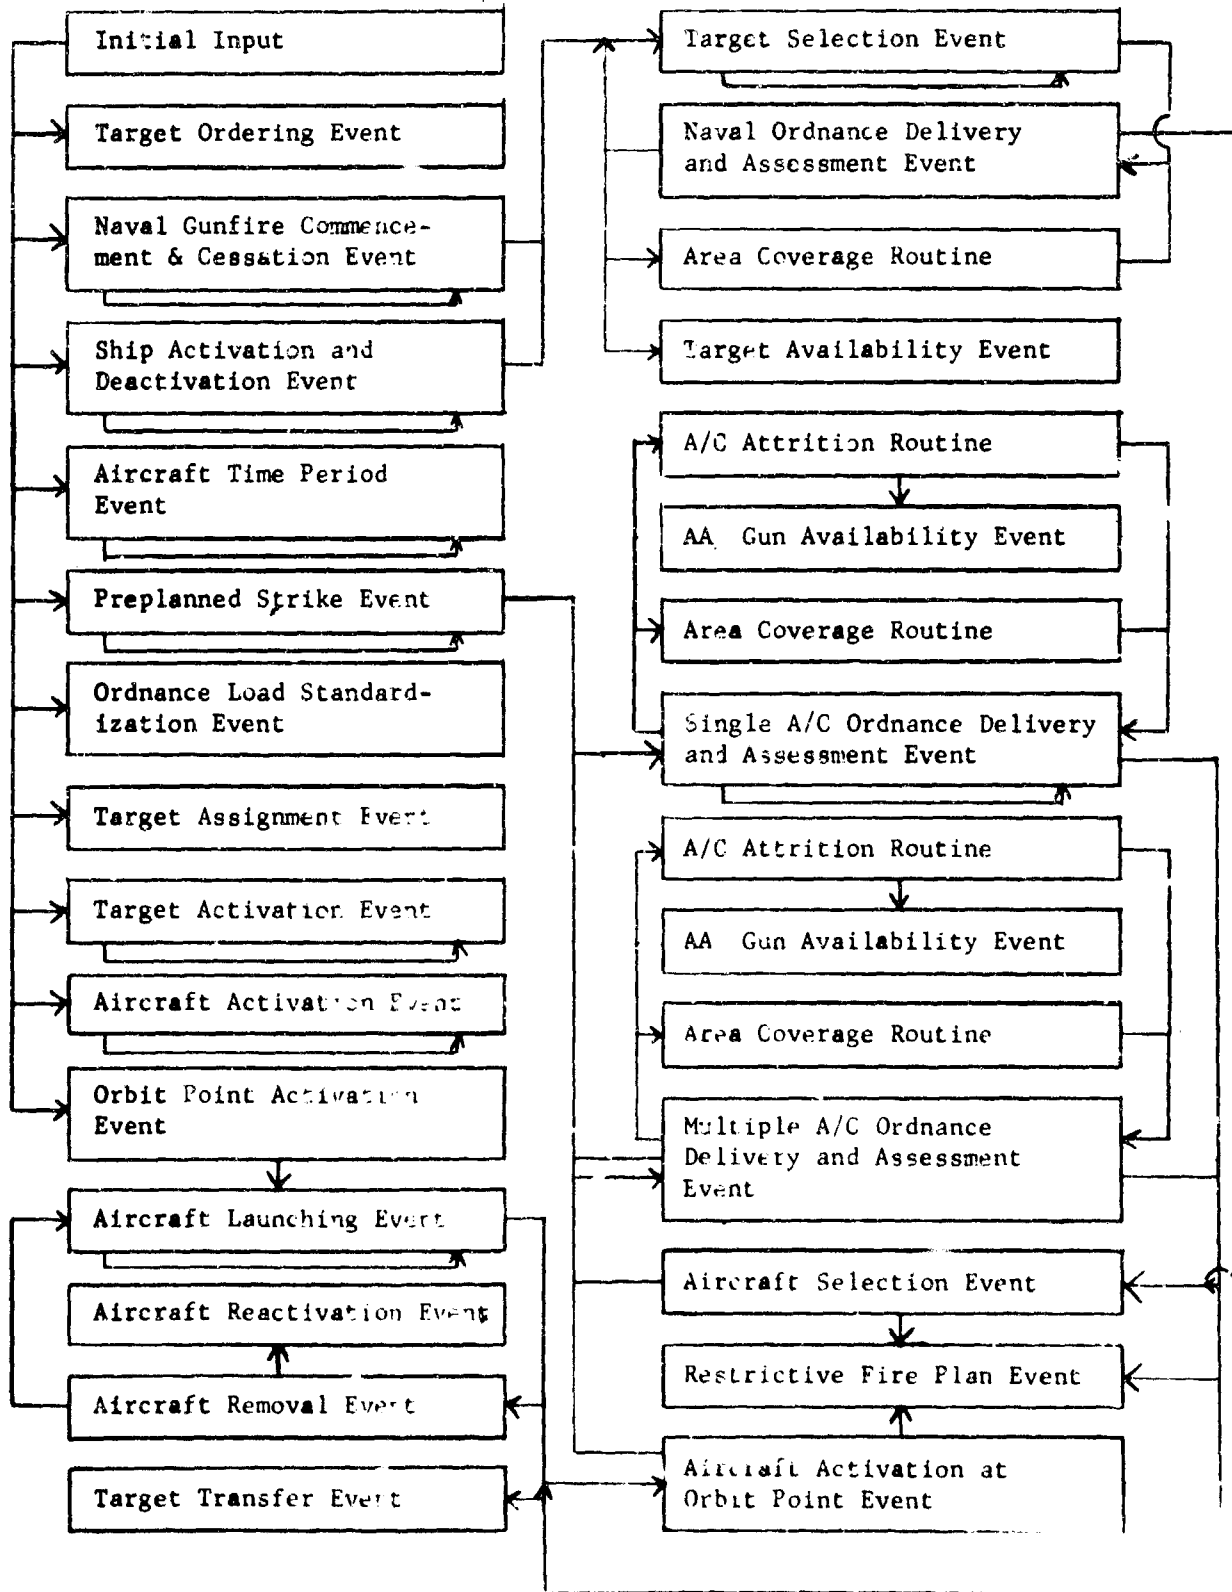 Initial Input
Target Ordering Event
Naval Gunfire Commence-
ment & Cessation Event
Ship Activation and
Deactivation Event
Aircraft Time Period
Event
Preplanned Strike Event
Ordnance Load Standard-
ization Event
Target Assignment Event
Target Activation Event
Aircraft Activation Event
Orbit Point Activation
Event
Aircraft Launching Event
Aircraft Reactivation Event
Aircraft Removal Event
Target Transfer Event
Target Selection Event
Naval Ordnance Delivery
and Assessment Event
Area Coverage Routine
Target Availability Event
A/C Attrition Routine
AA Gun Availability Event
Area Coverage Routine
Single A/C Ordnance Delivery
and Assessment Event
A/C Attrition Routine
AA Gun Availability Event
Area Coverage Routine
Multiple A/C Ordnance
Delivery and Assessment
Event
Aircraft Selection Event
Restrictive Fire Plan Event
Aircraft Activation at
Orbit Point Event